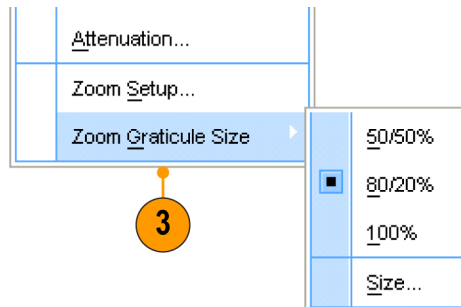 Attenuation...
Zoom Setup...
Zoom Graticule Size
50/50%
80/20%
100%
Size...
3